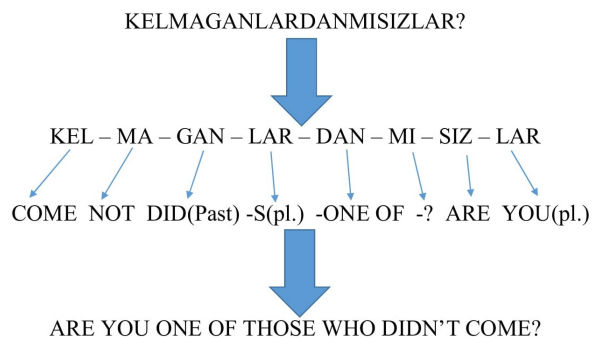 KELMAGANLARDANMISIZLAR?
KEL – MA – GAN – LAR – DAN – MI – SIZ – LAR
COME NOT DID(Past) -S(pl.) -ONE OF -? ARE YOU(pl.)
ARE YOU ONE OF THOSE WHO DIDN’T COME?